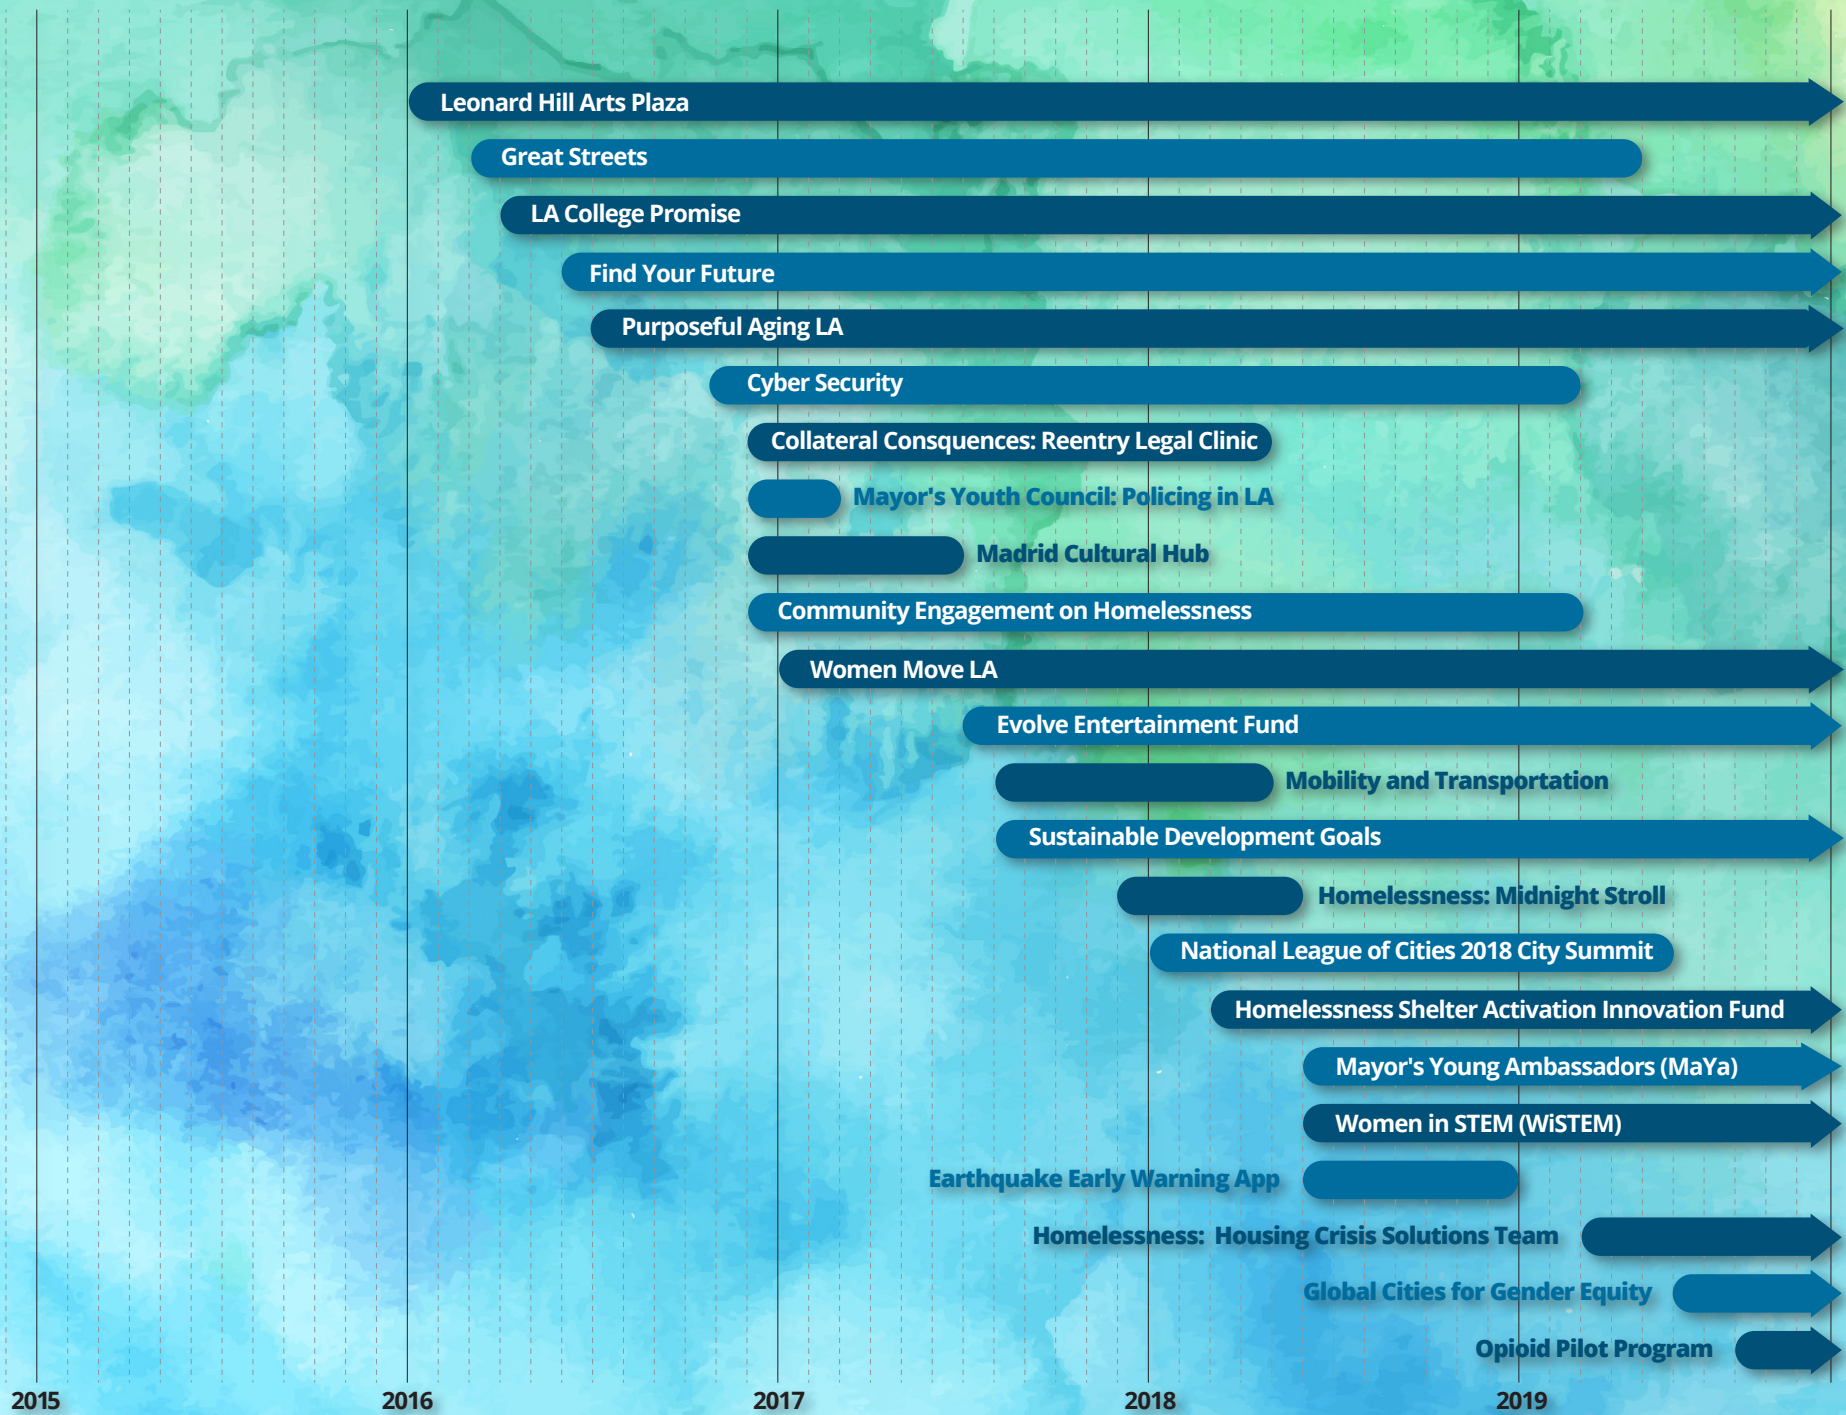 Leonard Hill Arts Plaza
Great Streets
LA College Promise
Find Your Future
Purposeful Aging LA
Cyber Security
Collateral Consquences: Reentry Legal Clinic
Mayor's Youth Council: Policing in LA
Madrid Cultural Hub
Community Engagement on Homelessness
Women Move LA
Evolve Entertainment Fund
Mobility and Transportation
Sustainable Development Goals
Homelessness: Midnight Stroll
National League of Cities 2018 City Summit
Homelessness Shelter Activation Innovation Fund
Mayor's Young Ambassadors (MaYa)
Women in STEM (WiSTEM)
Earthquake Early Warning App
Homelessness: Housing Crisis Solutions Team
Global Cities for Gender Equity
Opioid Pilot Program
2015 2016 2017 2018 2019